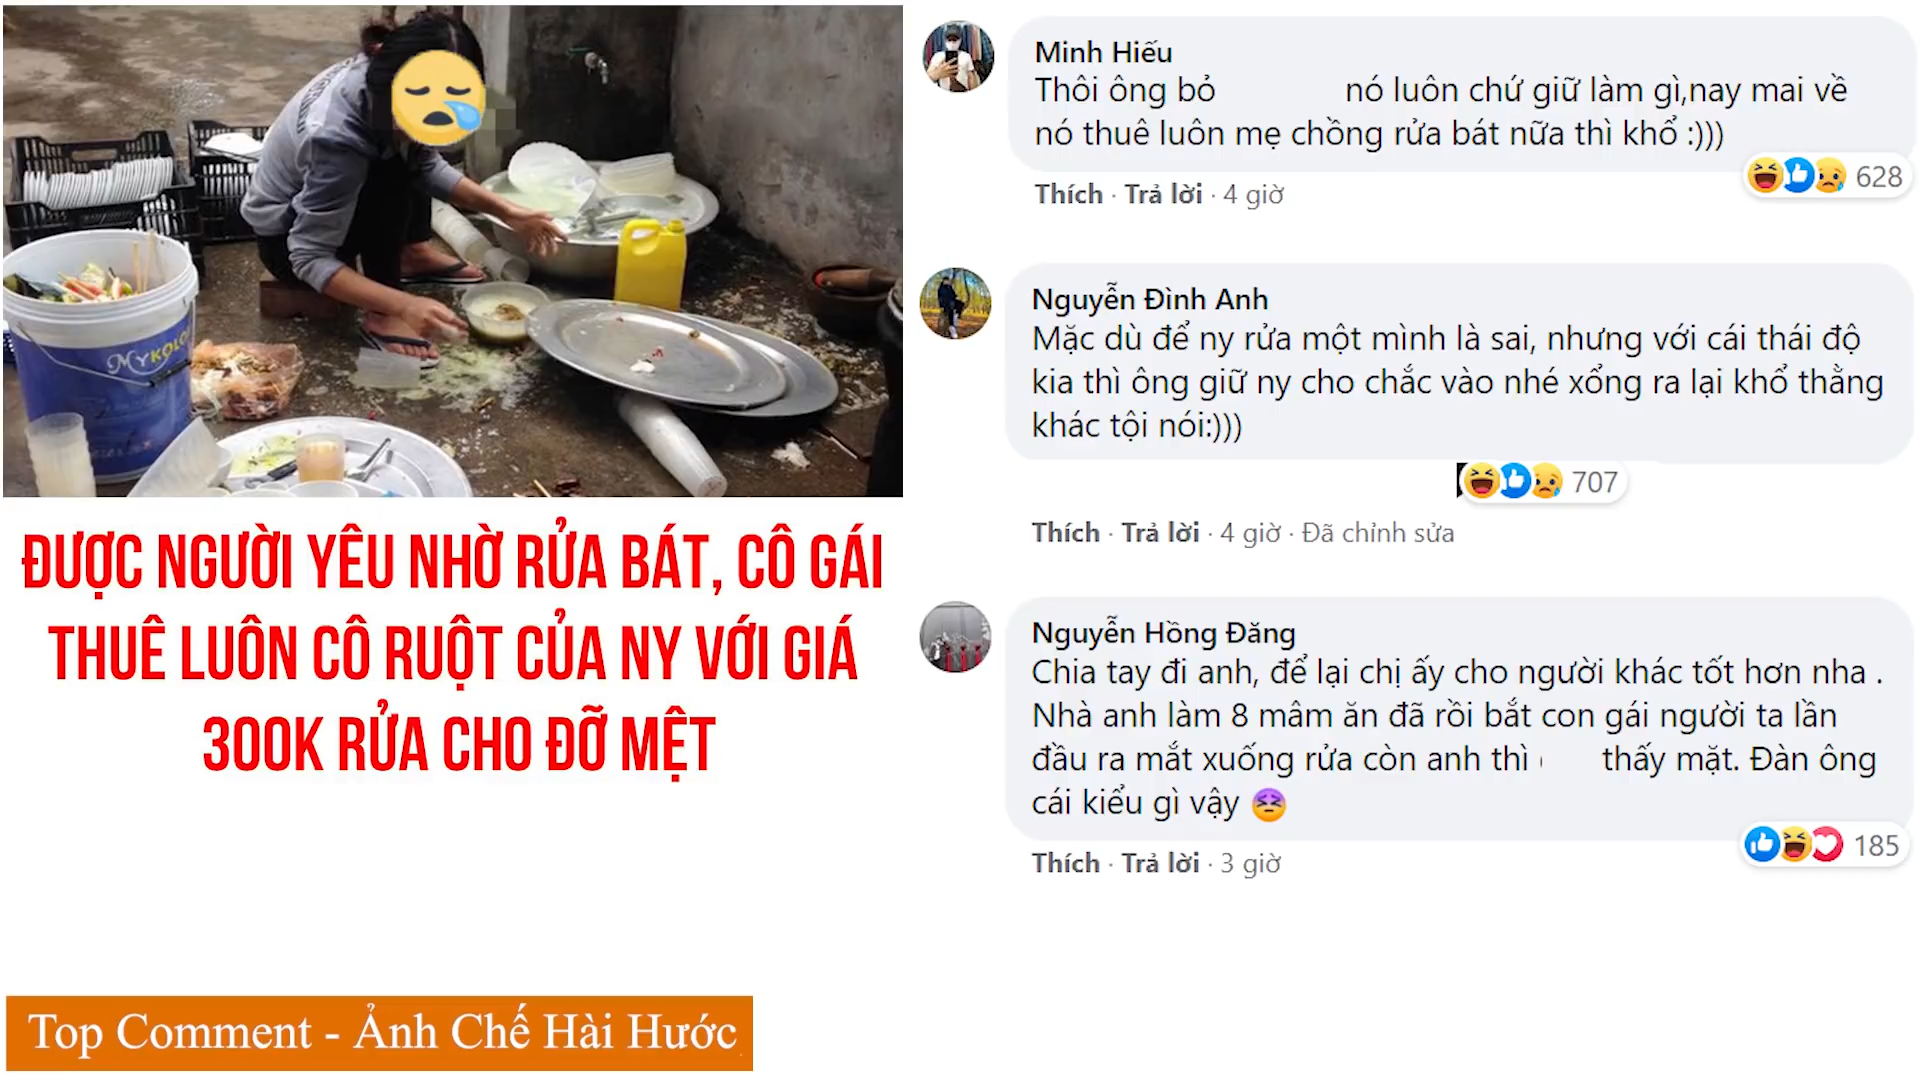 MYKOLOR
ĐƯỢC NGƯỜI YÊU NHỜ RỬA BÁT, CÔ GÁI
THUÊ LUÔN CÔ RUỘT CỦA NY VỚI GIÁ
300K RỬA CHO ĐỠ MỆT
Top Comment - Ảnh Chế Hài Hước
Minh Hiếu
Thôi ông bỏ nó luôn chứ giữ làm gì,nay mai về
nó thuê luôn mẹ chồng rửa bát nữa thì khổ :)))
628
Thích · Trả lời · 4 giờ
Nguyễn Đình Anh
Mặc dù để ny rửa một mình là sai, nhưng với cái thái độ
kia thì ông giữ ny cho chắc vào nhé xổng ra lại khổ thằng
khác tội nói:)))
707
Thích · Trả lời · 4 giờ · Đã chỉnh sửa
Nguyễn Hồng Đăng
Chia tay đi anh, để lại chị ấy cho người khác tốt hơn nha .
Nhà anh làm 8 mâm ăn đã rồi bắt con gái người ta lần
đầu ra mắt xuống rửa còn anh thì thấy mặt. Đàn ông
cái kiểu gì vậy 😣
185
Thích · Trả lời · 3 giờ